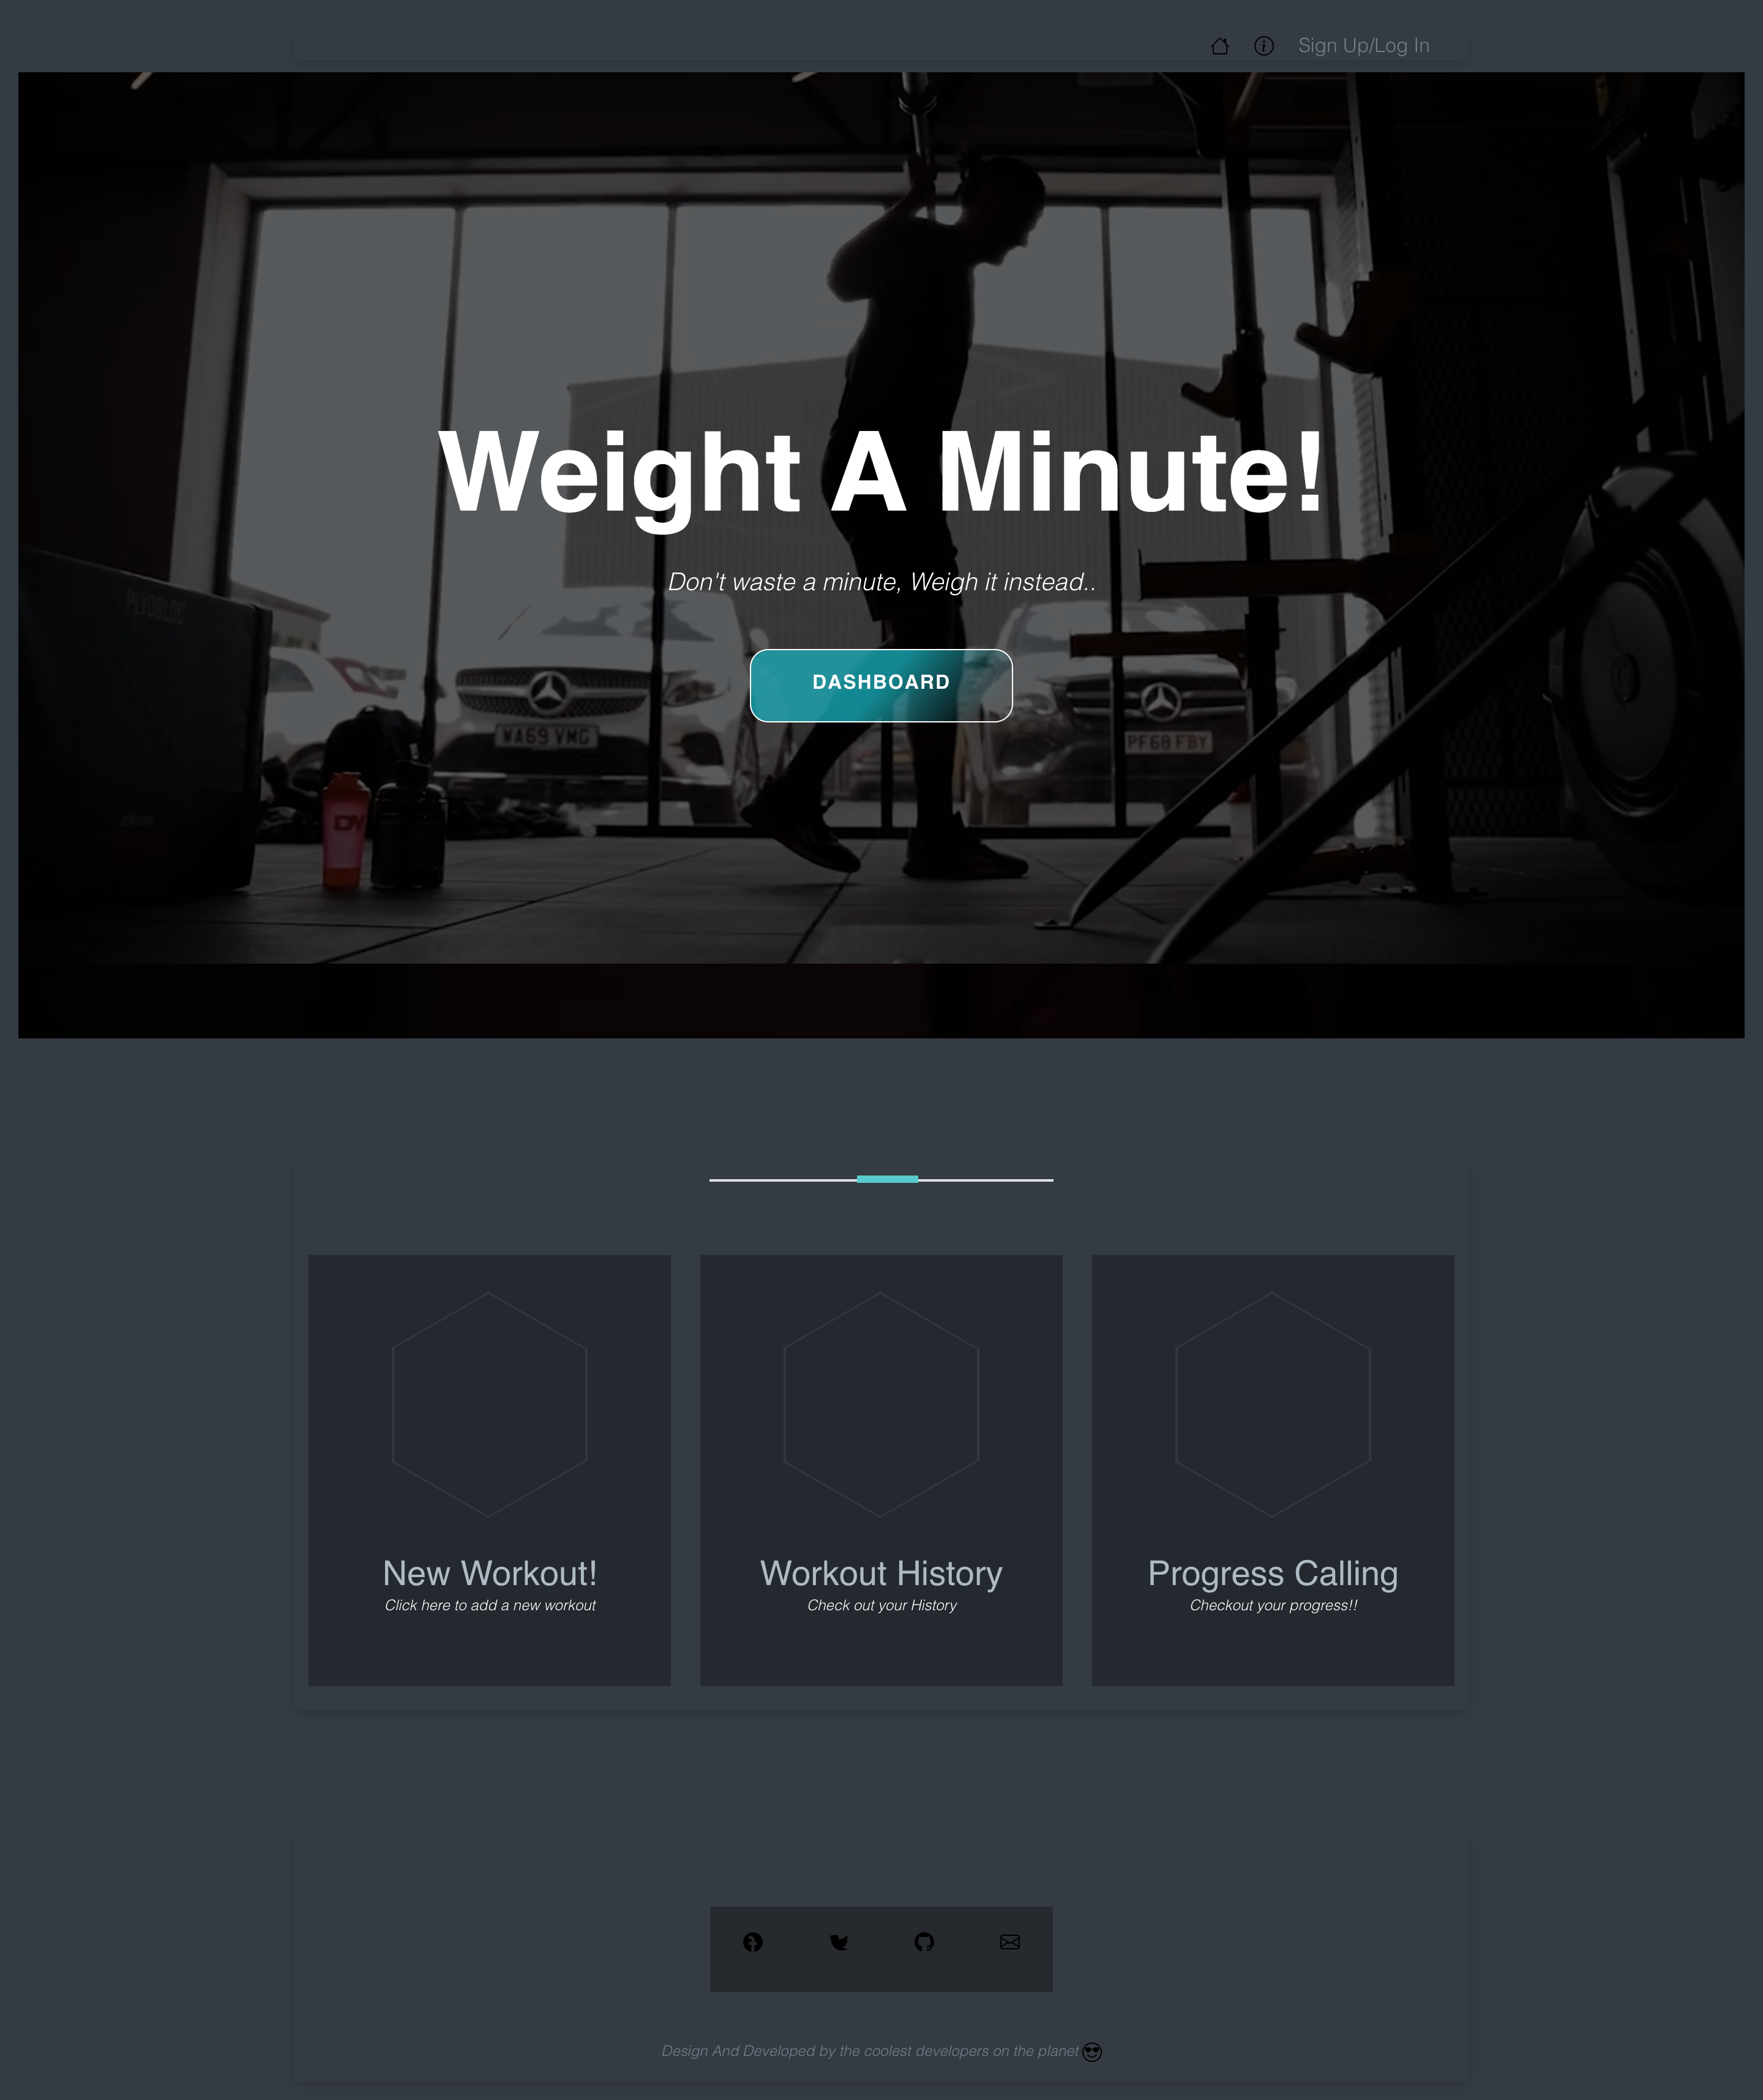 Sign Up/Log In
PLYOBLOC
Weight A Minute!
Don't waste a minute, Weigh it instead..
DASHBOARD
WA69 VMG
PF68 FBY
New Workout!
Click here to add a new workout
Workout History
Check out your History
Progress Calling
Checkout your progress!!
Design And Developed by the coolest developers on the planet